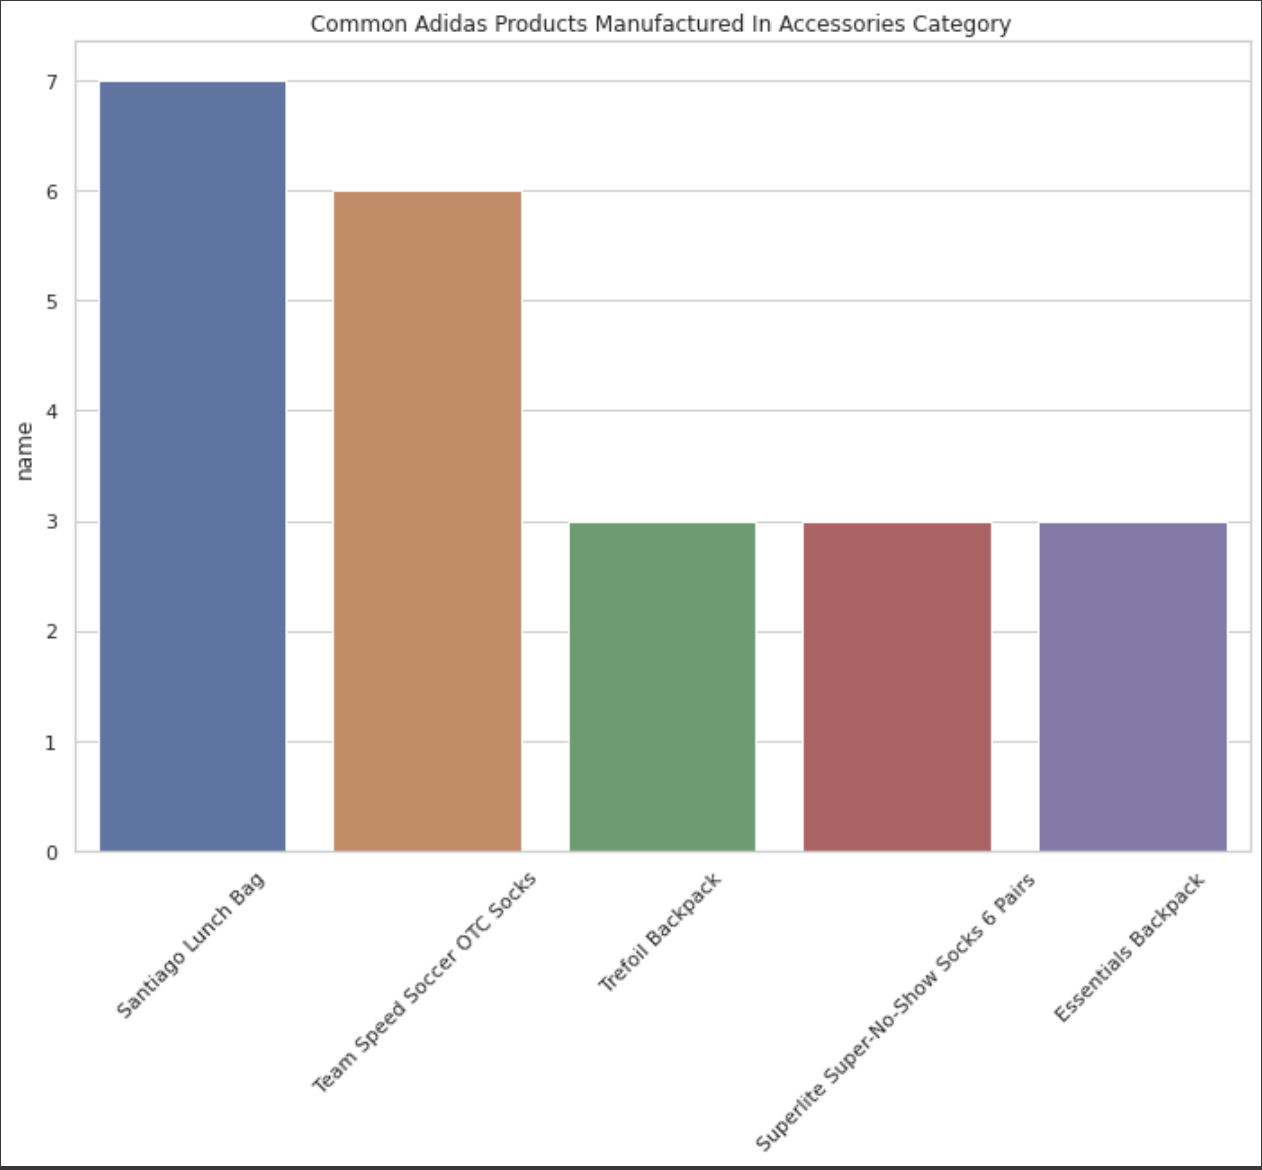 Common Adidas Products Manufactured In Accessories Category
7
6
5
4
3
2
1
0
name
Santiago Lunch Bag
Team Speed Soccer OTC Socks
Trefoil Backpack
Superlite Super-No-Show Socks 6 Pairs
Essentials Backpack